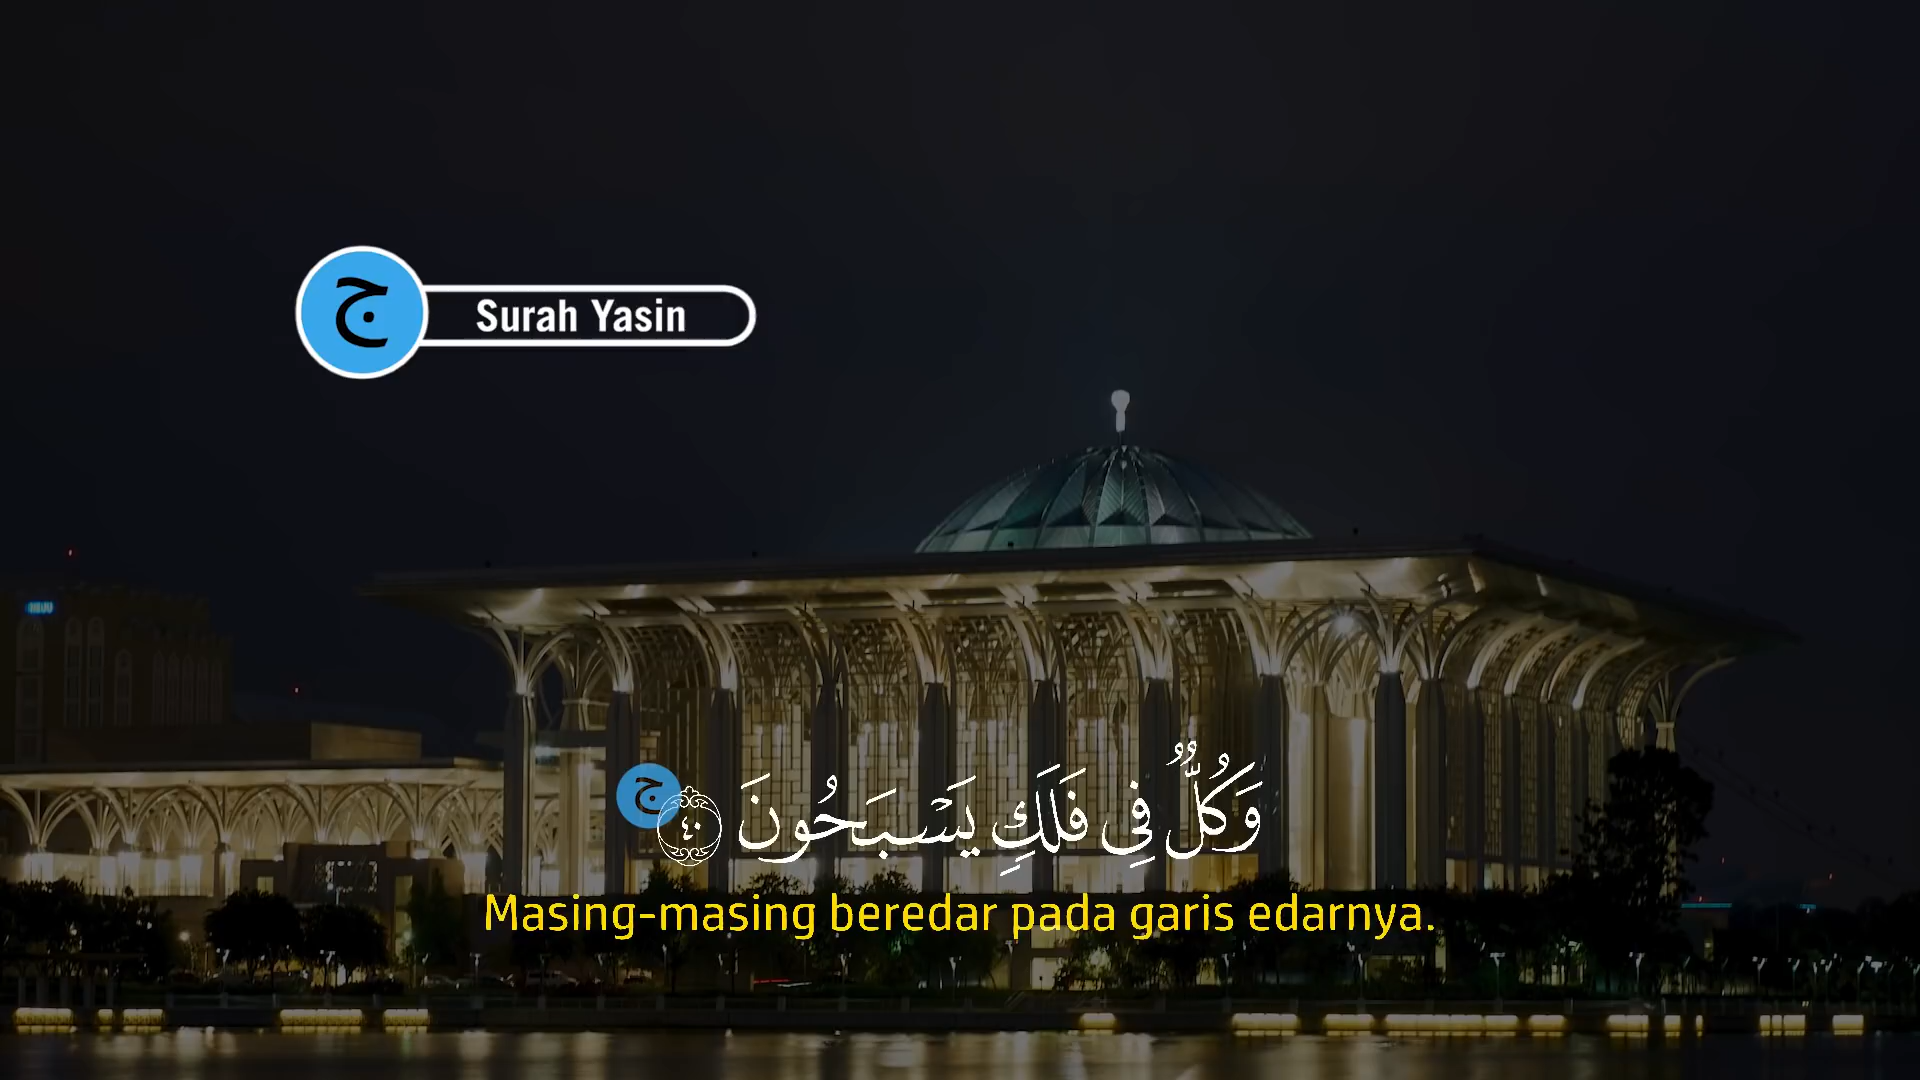 ج
Surah Yasin
وَكُلٌّ فِى فَلَكٍ يَسْبَحُونَ ٤٠ ج
Masing-masing beredar pada garis edarnya.